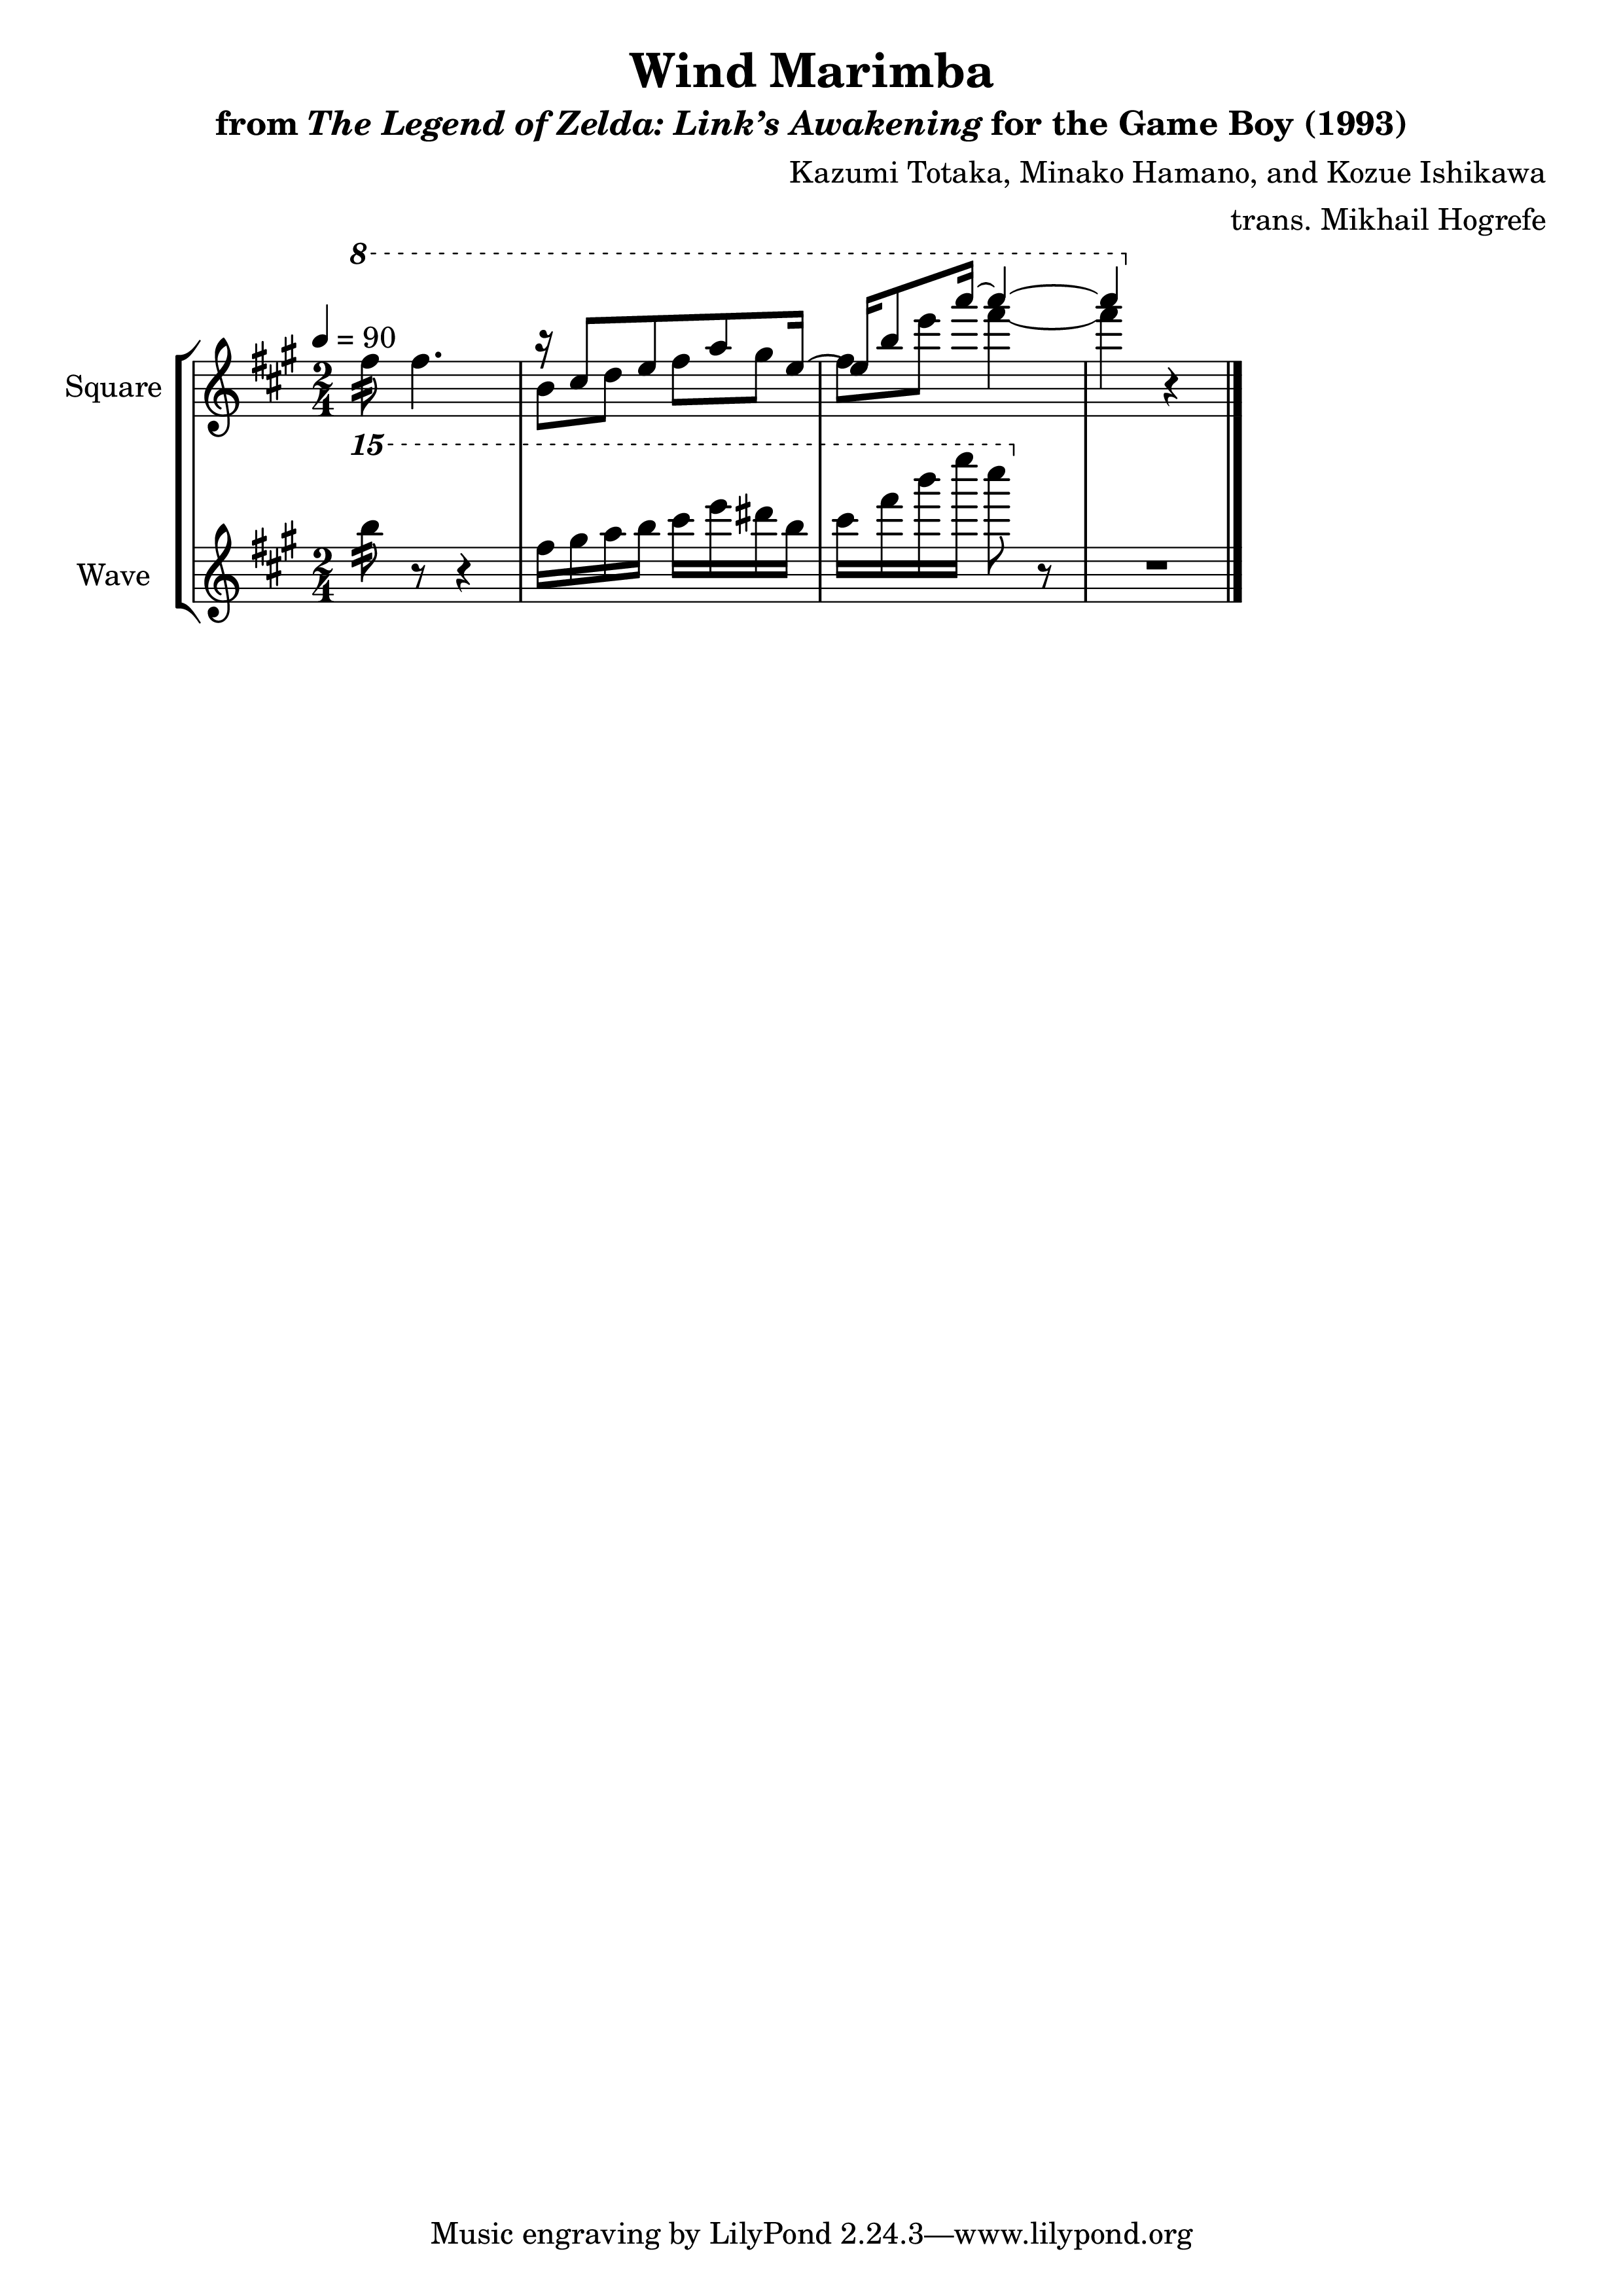 Wind Marimba
from The Legend of Zelda: Link’s Awakening for the Game Boy (1993)
Kazumi Totaka, Minako Hamano, and Kozue Ishikawa
trans. Mikhail Hogrefe
8
= 90
Square
2
4
15
Wave
2
4
Music engraving by LilyPond 2.24.3—www.lilypond.org